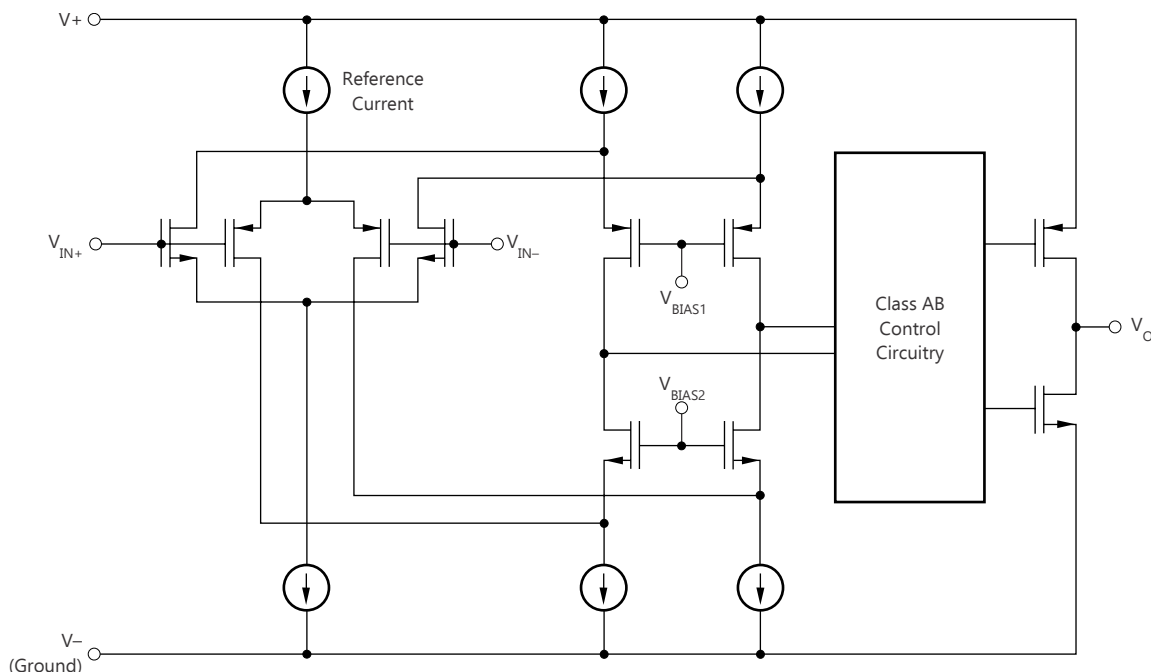 V+
Reference
Current
V_IN+
V_IN−
V_BIAS1
V_BIAS2
Class AB
Control
Circuitry
V_O
V−
(Ground)